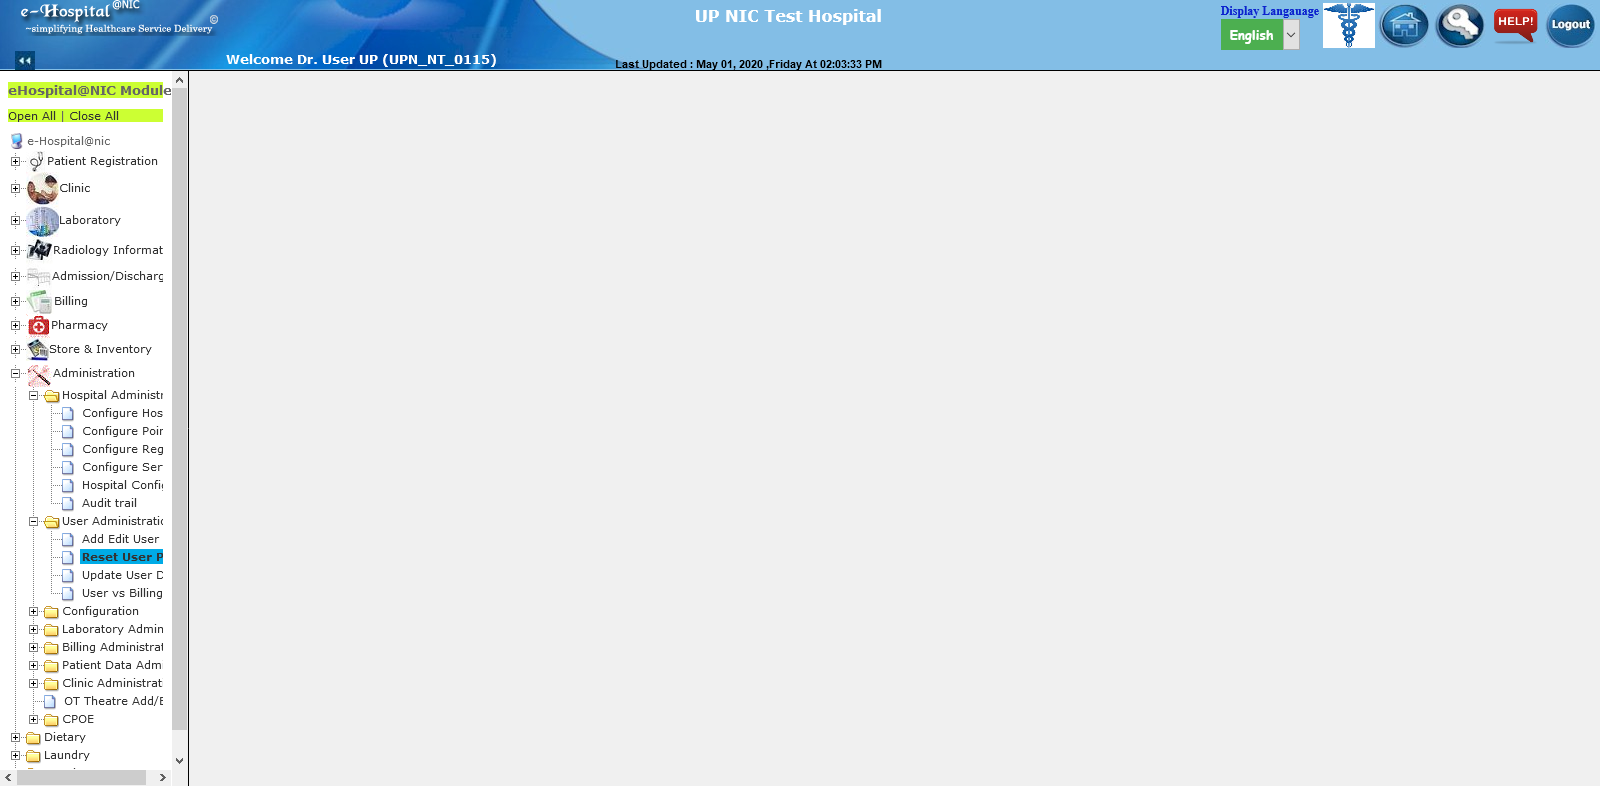 e-Hospital@NIC ©
~simplifying Healthcare Service Delivery
UP NIC Test Hospital
Display Langauage
English
HELP!
Logout
Welcome Dr. User UP (UPN_NT_0115)
Last Updated : May 01, 2020 ,Friday At 02:03:33 PM
eHospital@NIC Module
Open All | Close All
e-Hospital@nic
Patient Registration
Clinic
Laboratory
Radiology Informat
Admission/Discharg
Billing
Pharmacy
Store & Inventory
Administration
Hospital Administr
Configure Hos
Configure Poin
Configure Reg
Configure Ser
Hospital Config
Audit trail
User Administratio
Add Edit User
Reset User P
Update User D
User vs Billing
Configuration
Laboratory Admin
Billing Administrat
Patient Data Adm
Clinic Administrat
OT Theatre Add/E
CPOE
Dietary
Laundry